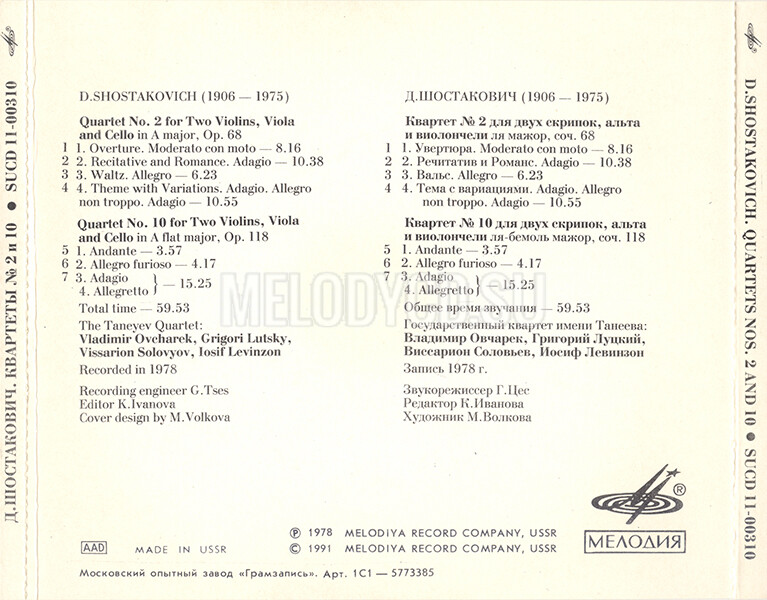 Д.ШОСТАКОВИЧ. КВАРТЕТЫ № 2 и 10 ● SUCD 11-00310
D.SHOSTAKOVICH (1906 — 1975)
Quartet No. 2 for Two Violins, Viola
and Cello in A major, Op. 68
1 1. Overture. Moderato con moto — 8.16
2 2. Recitative and Romance. Adagio — 10.38
3 3. Waltz. Allegro — 6.23
4 4. Theme with Variations. Adagio. Allegro
non troppo. Adagio — 10.55
Quartet No. 10 for Two Violins, Viola
and Cello in A flat major, Op. 118
5 1. Andante — 3.57
6 2. Allegro furioso — 4.17
7 3. Adagio
4. Allegretto } — 15.25
Total time — 59.53
The Taneyev Quartet:
Vladimir Ovcharek, Grigori Lutsky,
Vissarion Solovyov, Iosif Levinzon
Recorded in 1978
Recording engineer G.Tses
Editor K.Ivanova
Cover design by M.Volkova
Д.ШОСТАКОВИЧ (1906 — 1975)
Квартет № 2 для двух скрипок, альта
и виолончели ля мажор, соч. 68
1 1. Увертюра. Moderato con moto — 8.16
2 2. Речитатив и Романс. Adagio — 10.38
3 3. Вальс. Allegro — 6.23
4 4. Тема с вариациями. Adagio. Allegro
non troppo. Adagio — 10.55
Квартет № 10 для двух скрипок, альта
и виолончели ля-бемоль мажор, соч. 118
5 1. Andante — 3.57
6 2. Allegro furioso — 4.17
7 3. Adagio
4. Allegretto } — 15.25
Общее время звучания — 59.53
Государственный квартет имени Танеева:
Владимир Овчарек, Григорий Луцкий,
Виссарион Соловьев, Иосиф Левинзон
Запись 1978 г.
Звукорежиссер Г.Цес
Редактор К.Иванова
Художник М.Волкова
MELODYCD.SU
AAD
MADE IN USSR
Ⓟ 1978 MELODIYA RECORD COMPANY, USSR
© 1991 MELODIYA RECORD COMPANY, USSR
®
МЕЛОДИЯ
Московский опытный завод «Грамзапись». Арт. 1С1 — 5773385
D.SHOSTAKOVICH. QUARTETS NOS. 2 AND 10 ● SUCD 11-00310